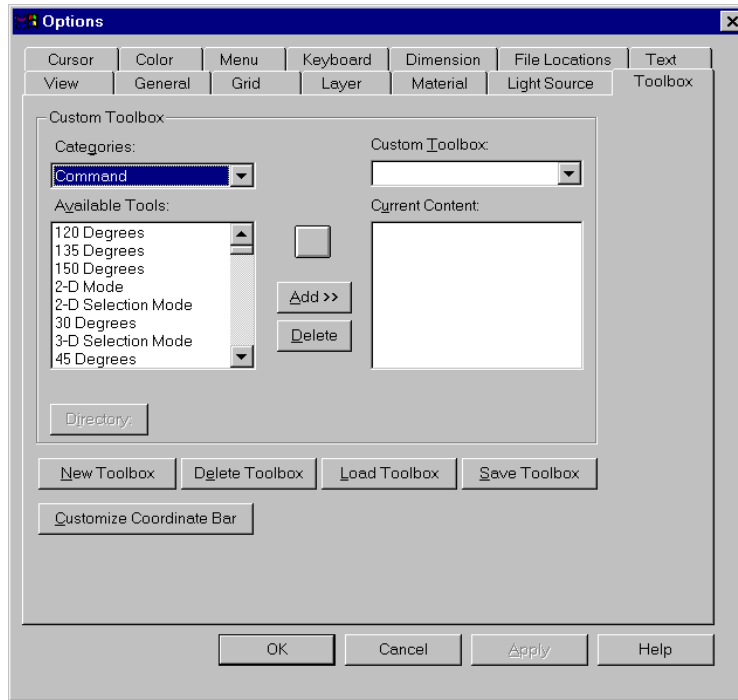 Options
Cursor Color Menu Keyboard Dimension File Locations Text
View General Grid Layer Material Light Source Toolbox
Custom Toolbox
Categories:
Custom Toolbox:
Command
Available Tools:
Current Content:
120 Degrees
135 Degrees
150 Degrees
2-D Mode
2-D Selection Mode
30 Degrees
3-D Selection Mode
45 Degrees
Add >>
Delete
Directory:
New Toolbox Delete Toolbox Load Toolbox Save Toolbox
Customize Coordinate Bar
OK Cancel Apply Help